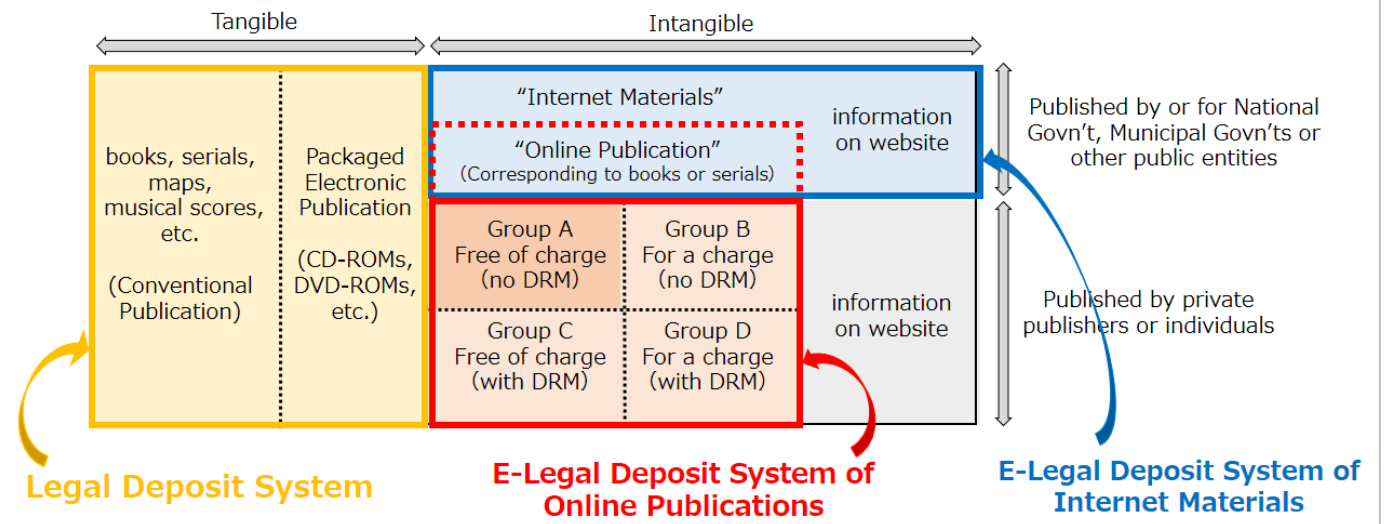 Tangible
Intangible
books, serials,
maps,
musical scores,
etc.
(Conventional
Publication)
Packaged
Electronic
Publication
(CD-ROMs,
DVD-ROMs,
etc.)
“Internet Materials”
“Online Publication”
(Corresponding to books or serials)
information
on website
Published by or for National
Govn’t, Municipal Govn’ts or
other public entities
Group A
Free of charge
(no DRM)
Group B
For a charge
(no DRM)
Group C
Free of charge
(with DRM)
Group D
For a charge
(with DRM)
information
on website
Published by private
publishers or individuals
Legal Deposit System
E-Legal Deposit System of
Online Publications
E-Legal Deposit System of
Internet Materials